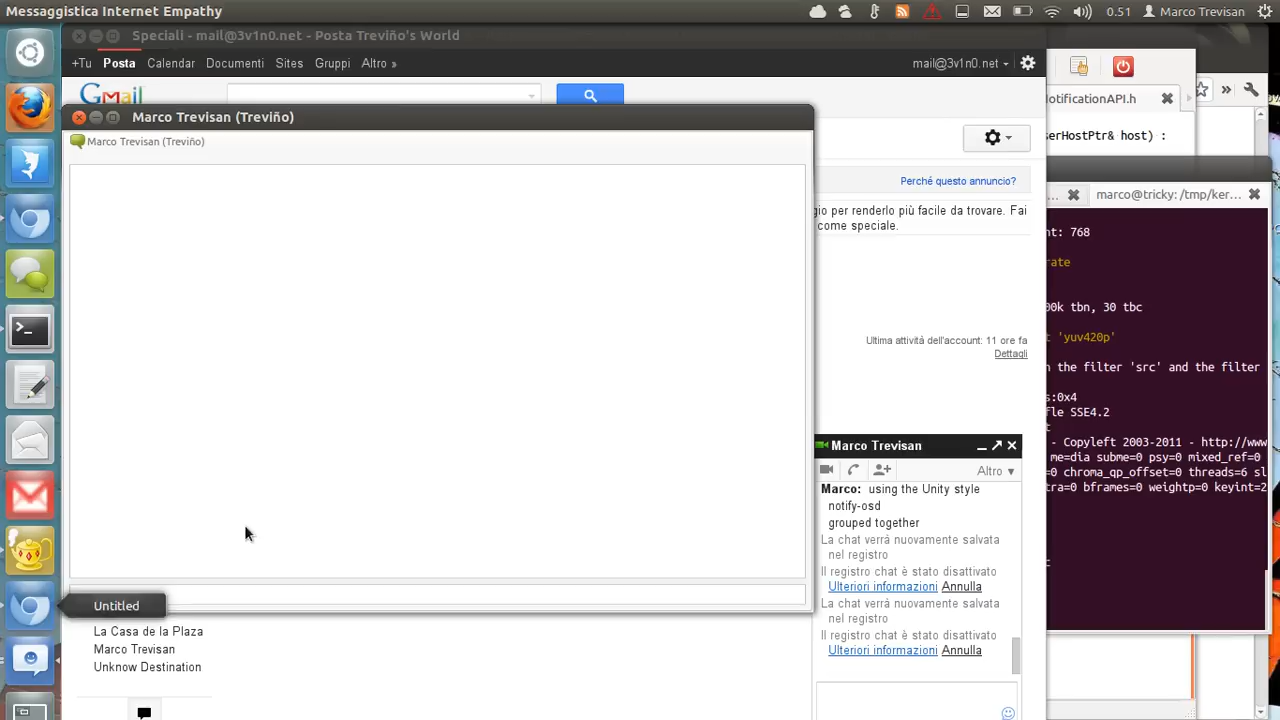 Messaggistica Internet Empathy
0.51
Marco Trevisan
Speciali - mail@3v1n0.net - Posta Treviño's World
+Tu Posta Calendar Documenti Sites Gruppi Altro »
mail@3v1n0.net
GMail
otificationAPI.h
serHostPtr& host) :
Marco Trevisan (Treviño)
Marco Trevisan (Treviño)
Perché questo annuncio?
gio per renderlo più facile da trovare. Fai
come speciale.
... marco@tricky: /tmp/ker...
nt: 768
rate
00k tbn, 30 tbc
t 'yuv420p'
n the filter 'src' and the filter
s:0x4
fle SSE4.2
t
- Copyleft 2003-2011 - http://www
me=dia subme=0 psy=0 mixed_ref=0
=0 chroma_qp_offset=0 threads=6 sl
tra=0 bframes=0 weightp=0 keyint=2
Ultima attività dell'account: 11 ore fa
Dettagli
Marco Trevisan
Altro
Marco: using the Unity style
notify-osd
grouped together
La chat verrà nuovamente salvata
nel registro
Il registro chat è stato disattivato
Ulteriori informazioni Annulla
La chat verrà nuovamente salvata
nel registro
Il registro chat è stato disattivato
Ulteriori informazioni Annulla
Untitled
La Casa de la Plaza
Marco Trevisan
Unknow Destination